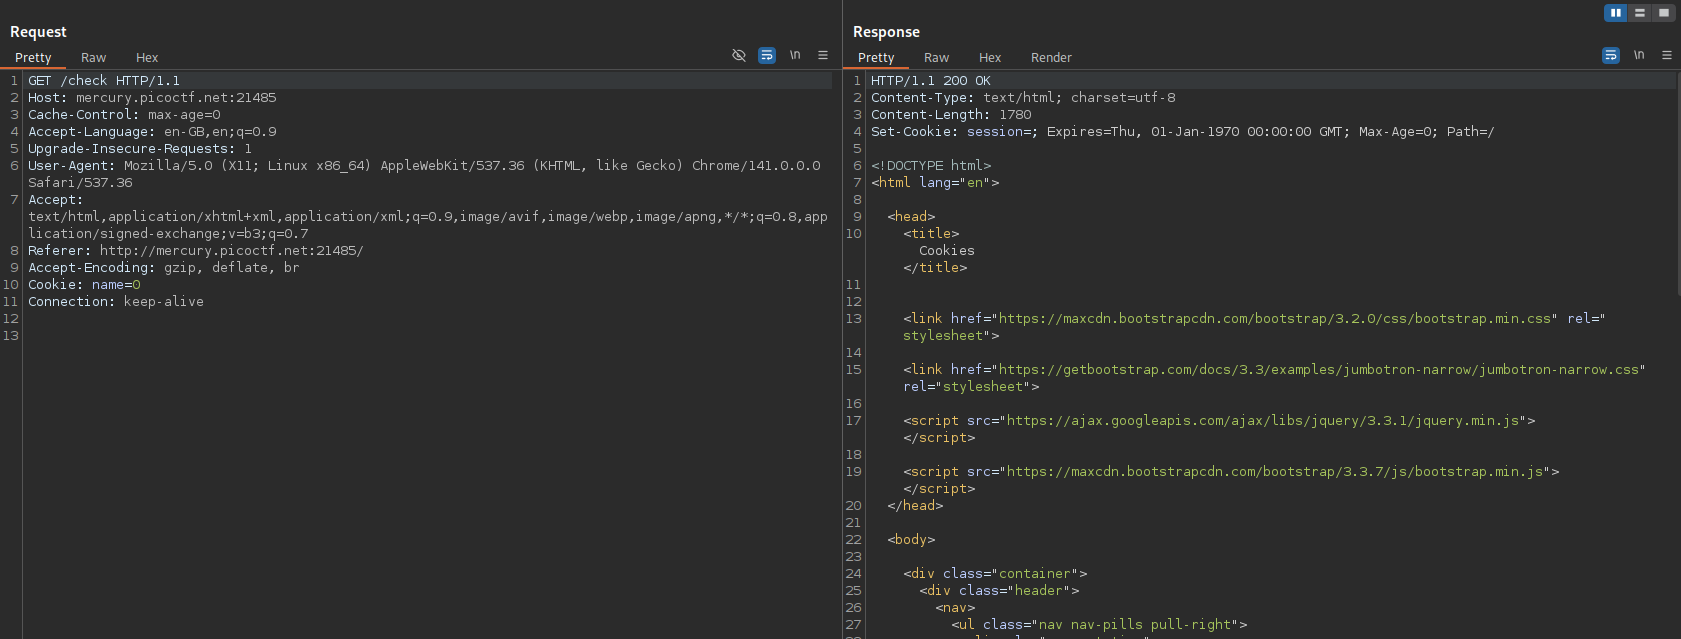 Request
Pretty Raw Hex \n
1 GET /check HTTP/1.1
2 Host: mercury.picoctf.net:21485
3 Cache-Control: max-age=0
4 Accept-Language: en-GB,en;q=0.9
5 Upgrade-Insecure-Requests: 1
6 User-Agent: Mozilla/5.0 (X11; Linux x86_64) AppleWebKit/537.36 (KHTML, like Gecko) Chrome/141.0.0.0
Safari/537.36
7 Accept:
text/html,application/xhtml+xml,application/xml;q=0.9,image/avif,image/webp,image/apng,*/*;q=0.8,app
lication/signed-exchange;v=b3;q=0.7
8 Referer: http://mercury.picoctf.net:21485/
9 Accept-Encoding: gzip, deflate, br
10 Cookie: name=0
11 Connection: keep-alive
12
13
Response
Pretty Raw Hex Render \n
1 HTTP/1.1 200 OK
2 Content-Type: text/html; charset=utf-8
3 Content-Length: 1780
4 Set-Cookie: session=; Expires=Thu, 01-Jan-1970 00:00:00 GMT; Max-Age=0; Path=/
5
6 <!DOCTYPE html>
7 <html lang="en">
8
9 <head>
10 <title>
Cookies
</title>
11
12
13 <link href="https://maxcdn.bootstrapcdn.com/bootstrap/3.2.0/css/bootstrap.min.css" rel="
stylesheet">
14
15 <link href="https://getbootstrap.com/docs/3.3/examples/jumbotron-narrow/jumbotron-narrow.css"
rel="stylesheet">
16
17 <script src="https://ajax.googleapis.com/ajax/libs/jquery/3.3.1/jquery.min.js">
</script>
18
19 <script src="https://maxcdn.bootstrapcdn.com/bootstrap/3.3.7/js/bootstrap.min.js">
</script>
20 </head>
21
22 <body>
23
24 <div class="container">
25 <div class="header">
26 <nav>
27 <ul class="nav nav-pills pull-right">